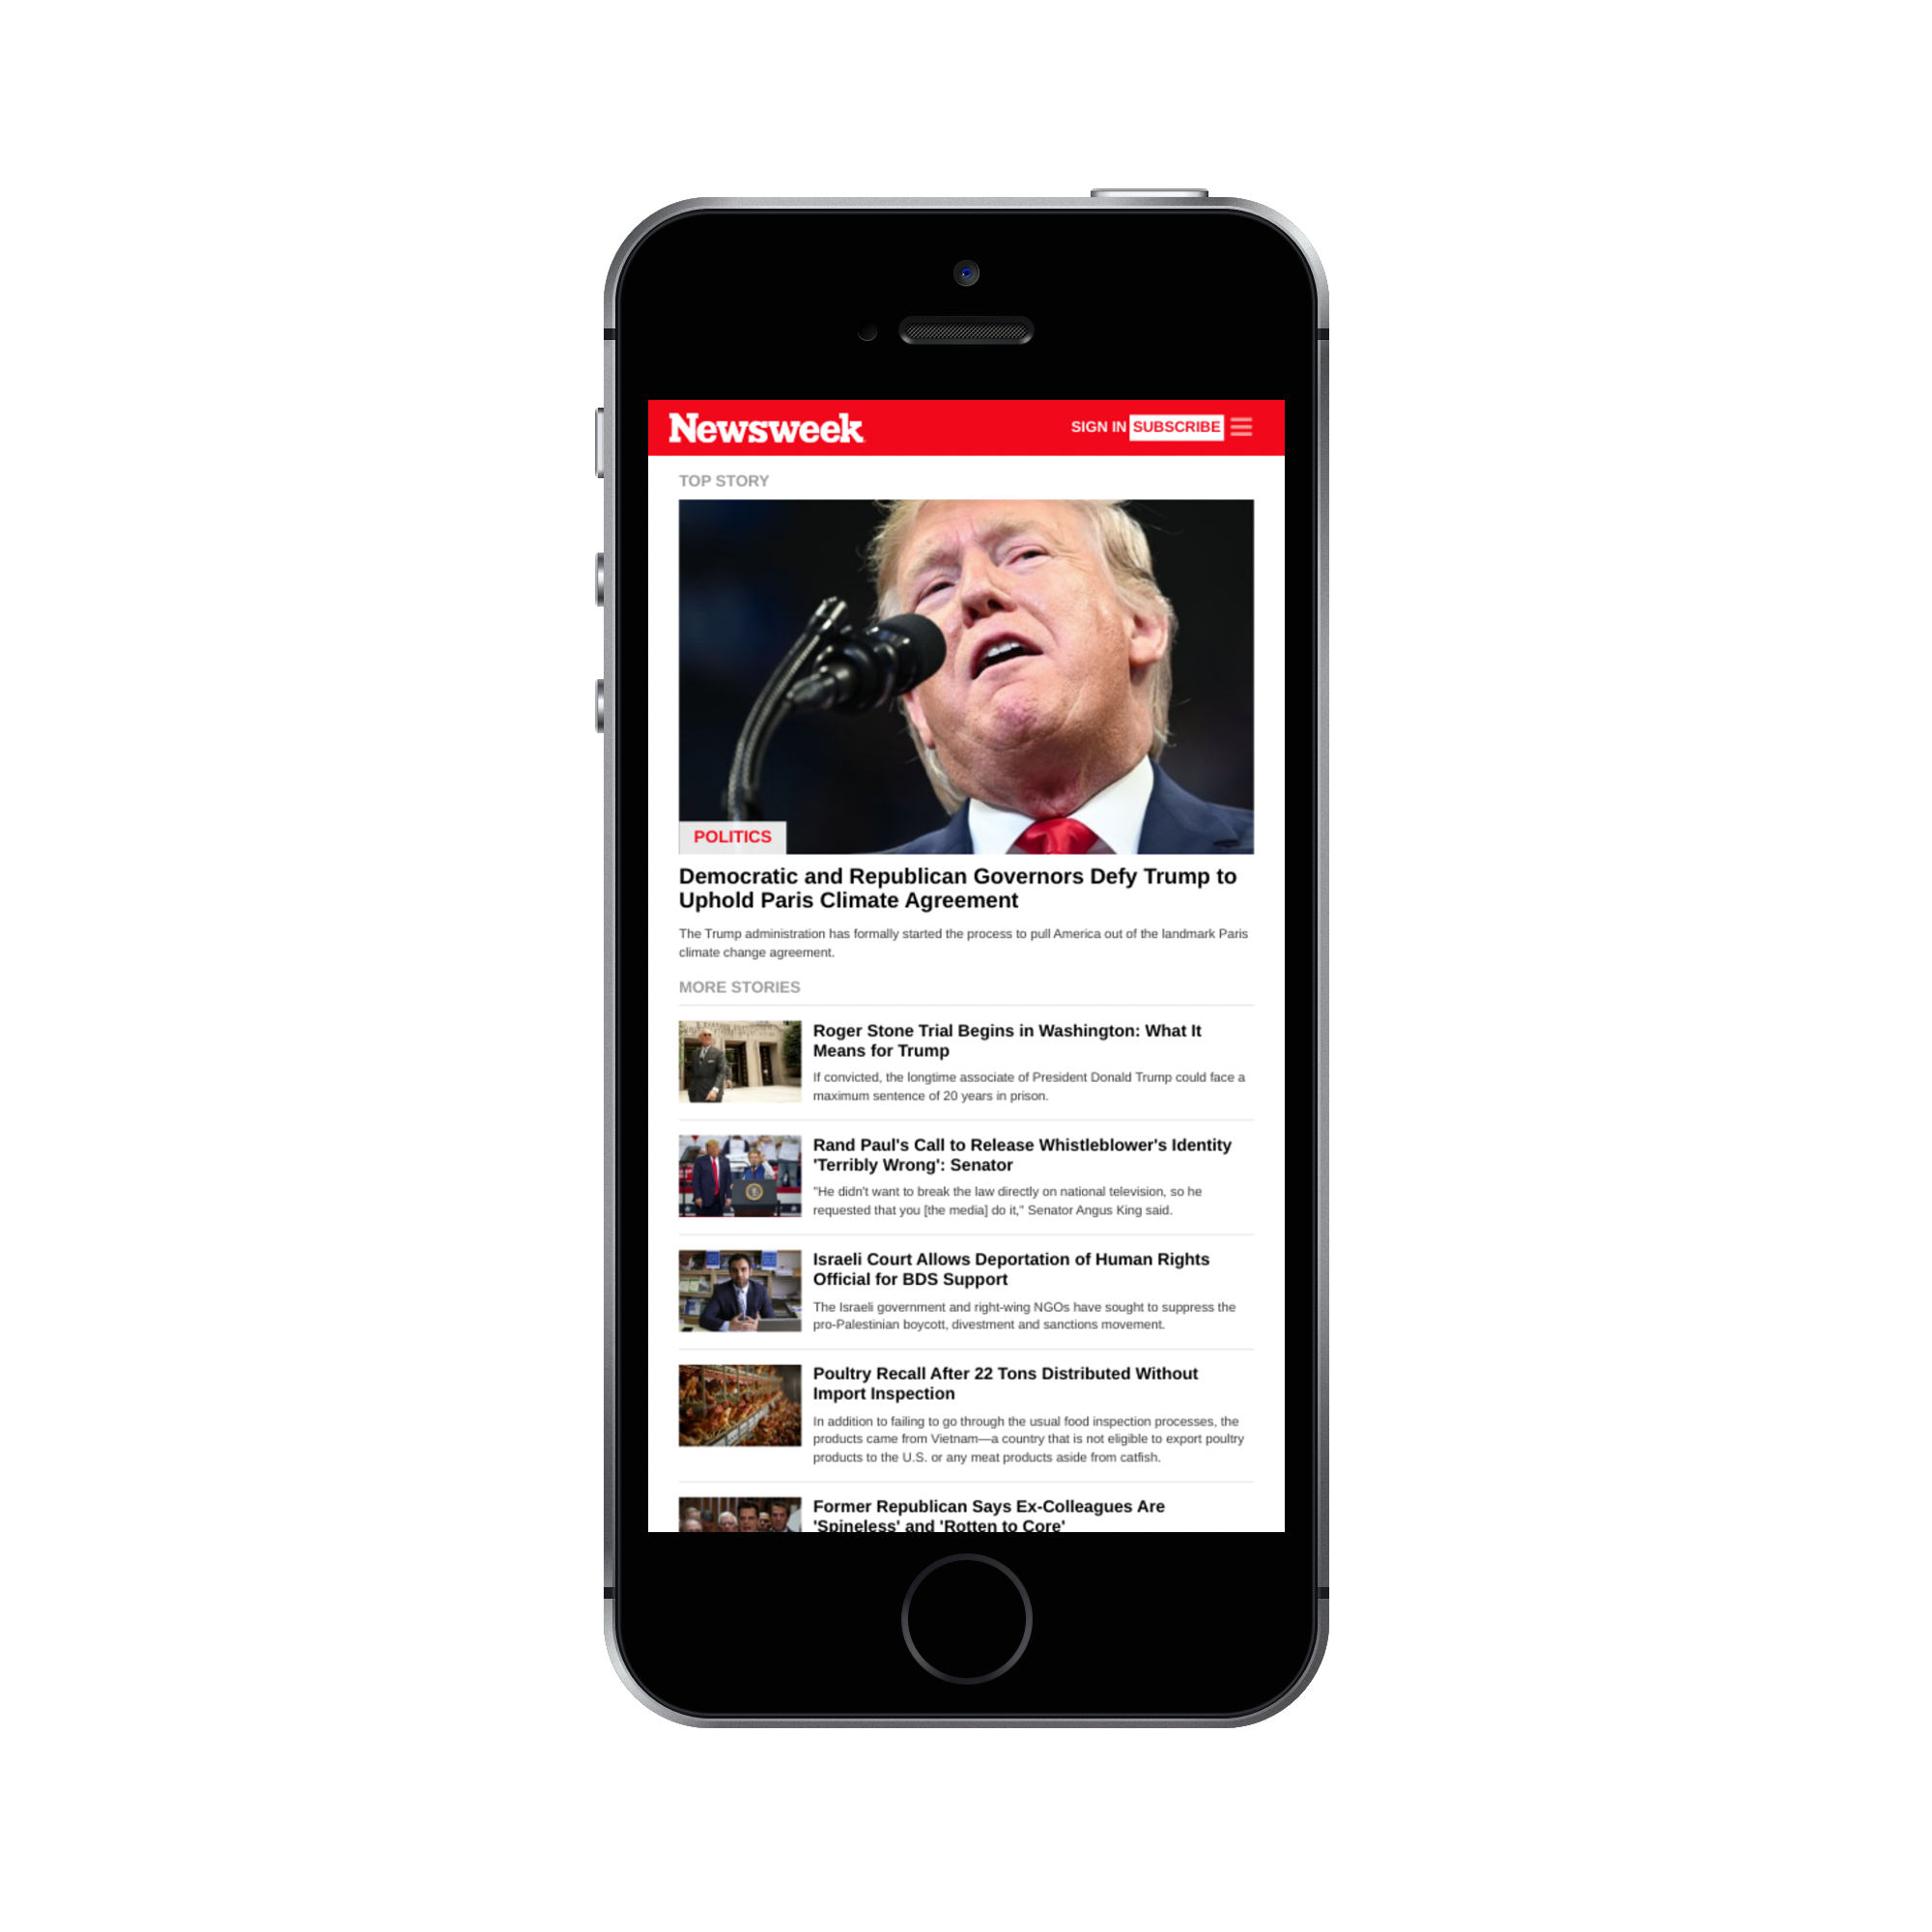 Newsweek
SIGN IN SUBSCRIBE
TOP STORY
POLITICS
Democratic and Republican Governors Defy Trump to
Uphold Paris Climate Agreement
The Trump administration has formally started the process to pull America out of the landmark Paris
climate change agreement.
MORE STORIES
Roger Stone Trial Begins in Washington: What It
Means for Trump
If convicted, the longtime associate of President Donald Trump could face a
maximum sentence of 20 years in prison.
Rand Paul's Call to Release Whistleblower's Identity
'Terribly Wrong': Senator
"He didn't want to break the law directly on national television, so he
requested that you [the media] do it," Senator Angus King said.
Israeli Court Allows Deportation of Human Rights
Official for BDS Support
The Israeli government and right-wing NGOs have sought to suppress the
pro-Palestinian boycott, divestment and sanctions movement.
Poultry Recall After 22 Tons Distributed Without
Import Inspection
In addition to failing to go through the usual food inspection processes, the
products came from Vietnam—a country that is not eligible to export poultry
products to the U.S. or any meat products aside from catfish.
Former Republican Says Ex-Colleagues Are
'Spineless' and 'Rotten to Core'